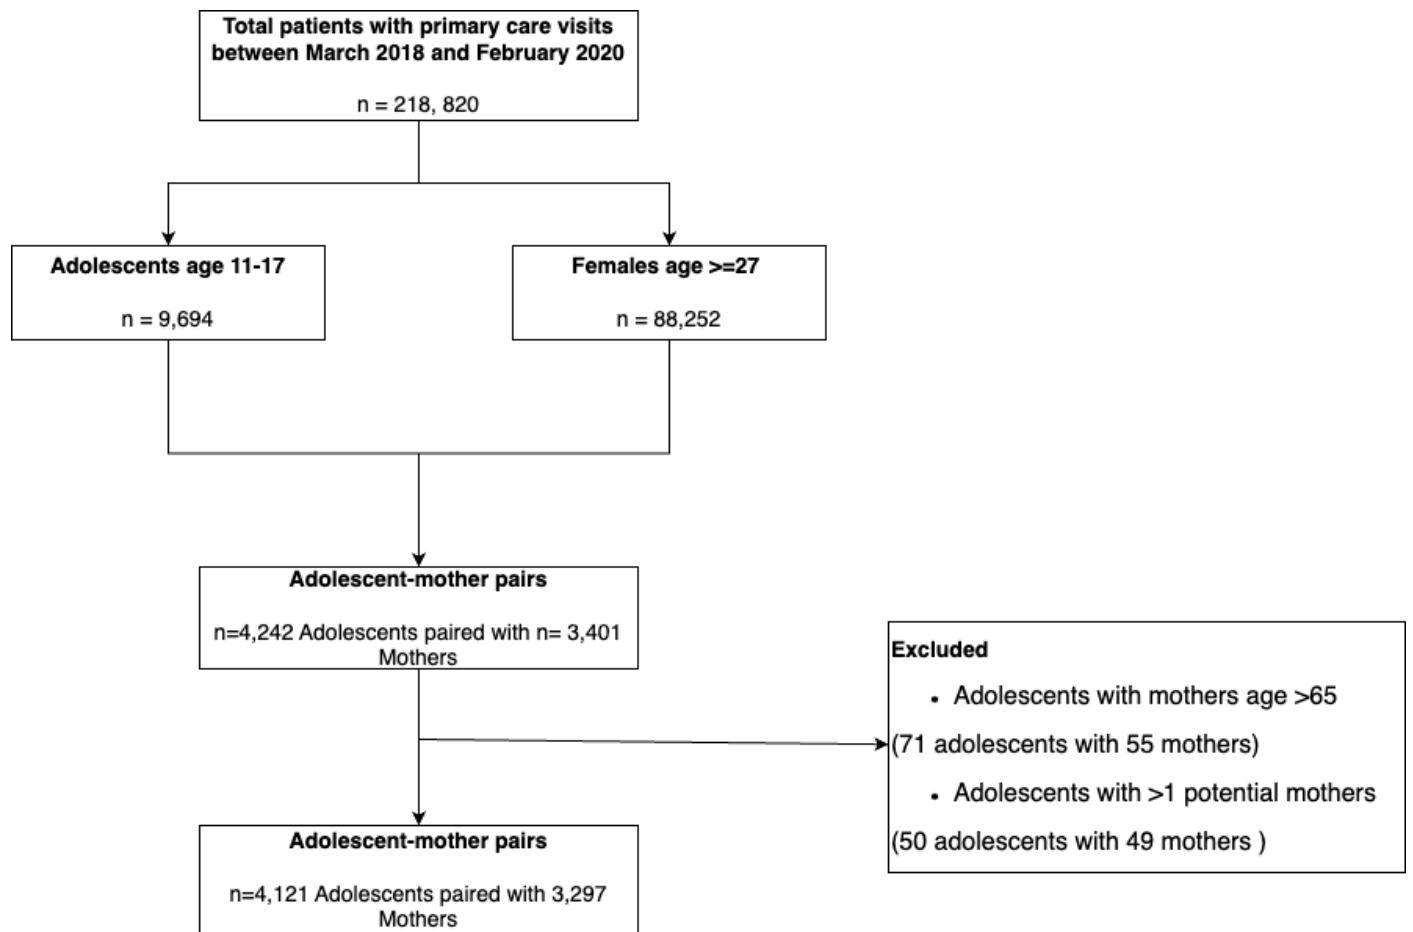 Total patients with primary care visits
between March 2018 and February 2020
n = 218, 820
Adolescents age 11-17
n = 9,694
Females age >=27
n = 88,252
Adolescent-mother pairs
n=4,242 Adolescents paired with n= 3,401
Mothers
Excluded
• Adolescents with mothers age >65
(71 adolescents with 55 mothers)
• Adolescents with >1 potential mothers
(50 adolescents with 49 mothers )
Adolescent-mother pairs
n=4,121 Adolescents paired with 3,297
Mothers